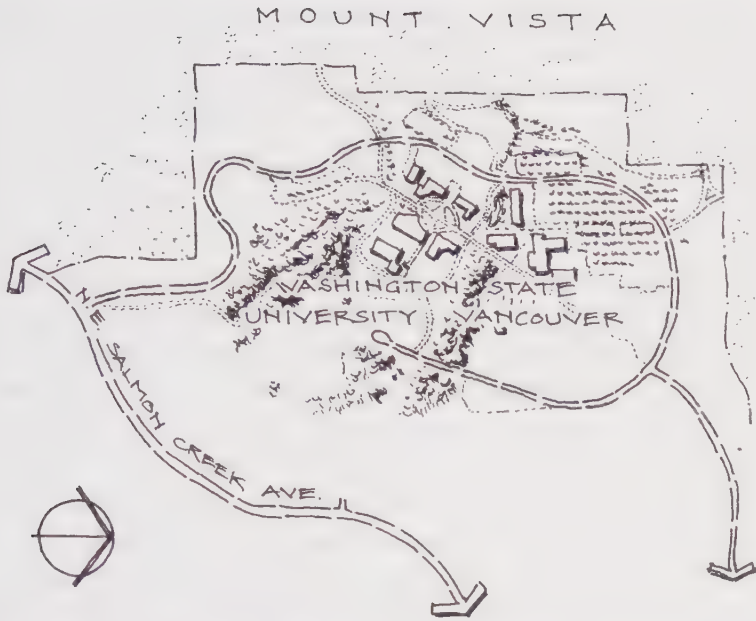 MOUNT VISTA
WASHINGTON STATE
UNIVERSITY VANCOUVER
NE SALMON CREEK AVE.